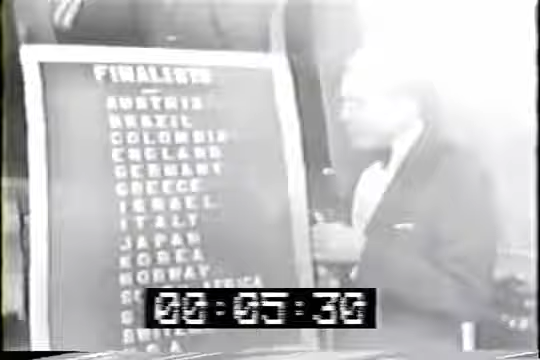 FINALISTS
AUSTRIA
BRAZIL
COLOMBIA
ENGLAND
GERMANY
GREECE
ISRAEL
ITALY
JAPAN
KOREA
NORWAY
00:05:30